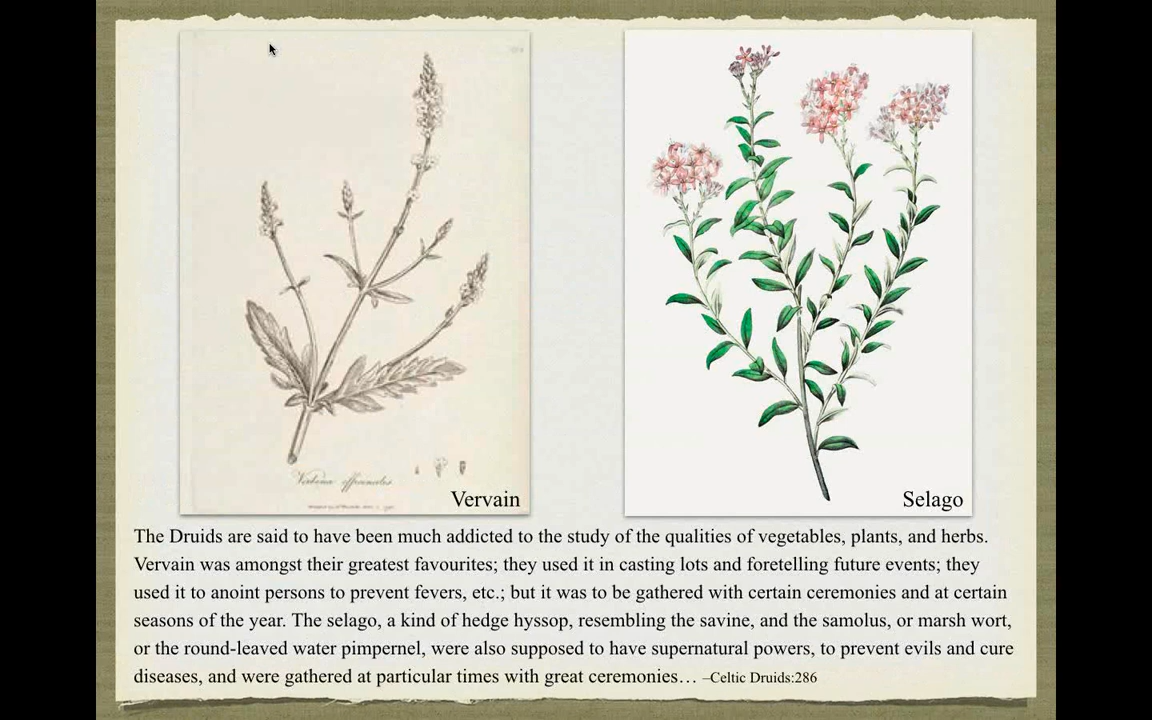 Verbena officinalis
Vervain
Selago
The Druids are said to have been much addicted to the study of the qualities of vegetables, plants, and herbs.
Vervain was amongst their greatest favourites; they used it in casting lots and foretelling future events; they
used it to anoint persons to prevent fevers, etc.; but it was to be gathered with certain ceremonies and at certain
seasons of the year. The selago, a kind of hedge hyssop, resembling the savine, and the samolus, or marsh wort,
or the round-leaved water pimpernel, were also supposed to have supernatural powers, to prevent evils and cure
diseases, and were gathered at particular times with great ceremonies… –Celtic Druids:286